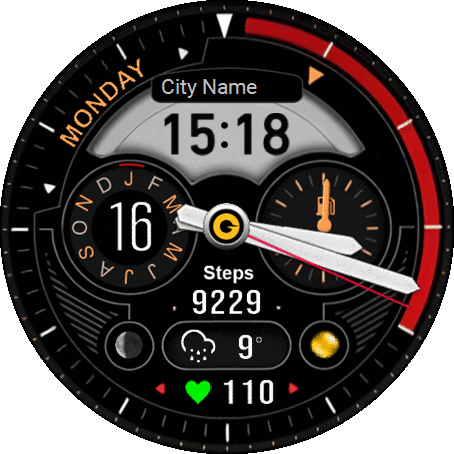 MONDAY
City Name
15:18
J F M A M J J A S O N D
16
Steps
9229
9°
110